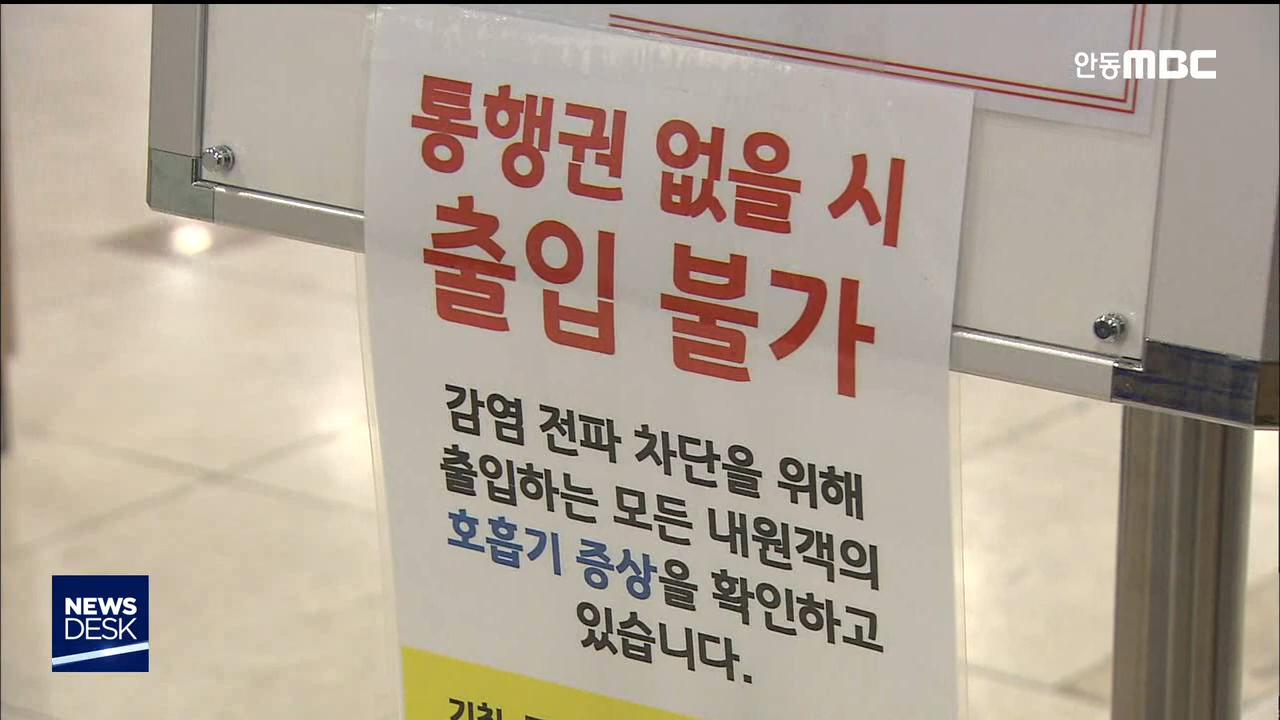 안동MBC
통행권 없을 시
출입 불가
감염 전파 차단을 위해
출입하는 모든 내원객의
호흡기 증상을 확인하고
있습니다.
NEWS
DESK